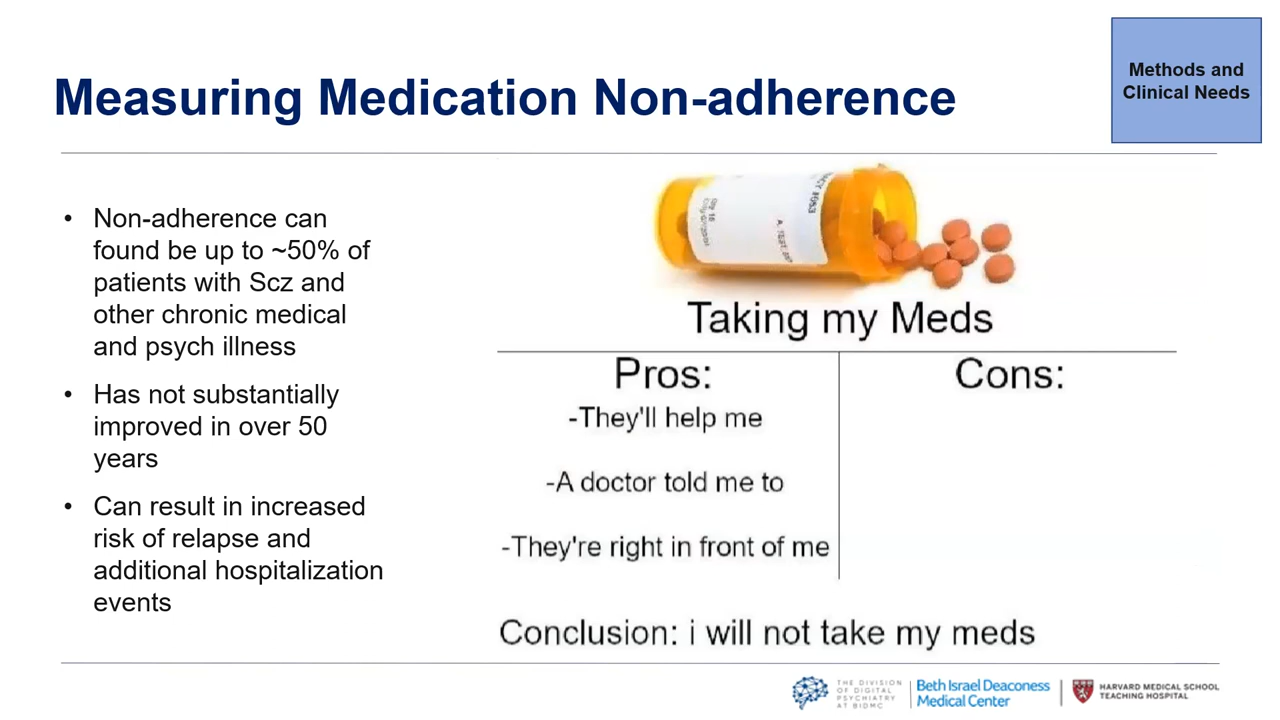 Methods and
Clinical Needs
Measuring Medication Non-adherence
• Non-adherence can
found be up to ~50% of
patients with Scz and
other chronic medical
and psych illness
• Has not substantially
improved in over 50
years
• Can result in increased
risk of relapse and
additional hospitalization
events
Taking my Meds
Pros:
-They'll help me
-A doctor told me to
-They're right in front of me
Cons:
Conclusion: i will not take my meds
THE DIVISION
OF DIGITAL
PSYCHIATRY
AT BIDMC
Beth Israel Deaconess
Medical Center
HARVARD MEDICAL SCHOOL
TEACHING HOSPITAL